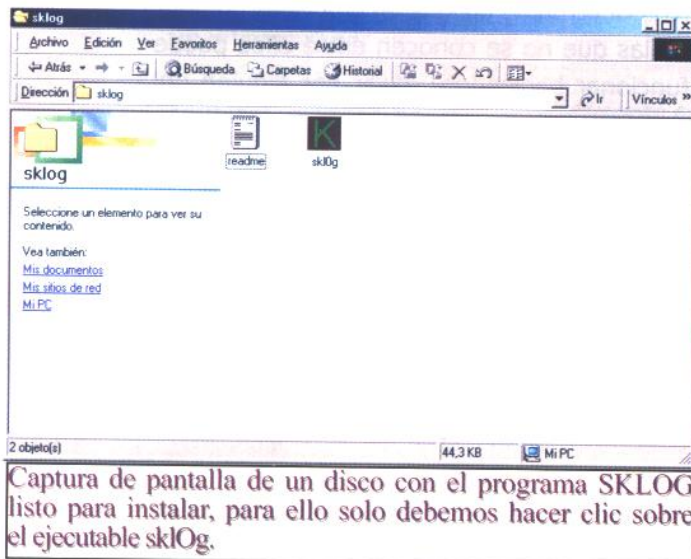 sklog
Archivo Edición Ver Favoritos Herramientas Ayuda
Atrás Búsqueda Carpetas Historial
Dirección sklog Ir Vínculos »
readme skl0g
sklog
Seleccione un elemento para ver su
contenido.
Vea también:
Mis documentos
Mis sitios de red
Mi PC
2 objeto(s) 44,3 KB Mi PC
Captura de pantalla de un disco con el programa SKLOG
listo para instalar, para ello solo debemos hacer clic sobre
el ejecutable sklOg.